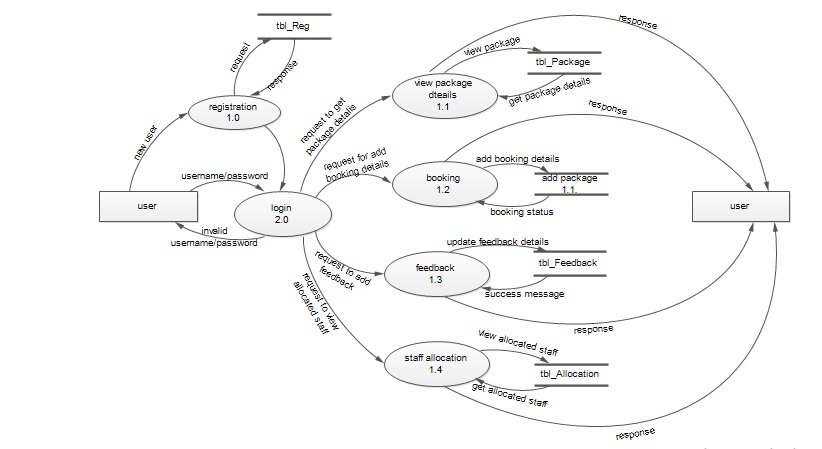 tbl_Reg
request
response
registration
1.0
new user
username/password
user
login
2.0
invalid
username/password
request to get
package details
request for add
booking details
request to add
feedback
request to view
allocated staff
view package
dteails
1.1
view package
tbl_Package
get package details
response
booking
1.2
add booking details
add package
1.1.
booking status
response
user
feedback
1.3
update feedback details
tbl_Feedback
success message
response
staff allocation
1.4
view allocated staff
tbl_Allocation
get allocated staff
response